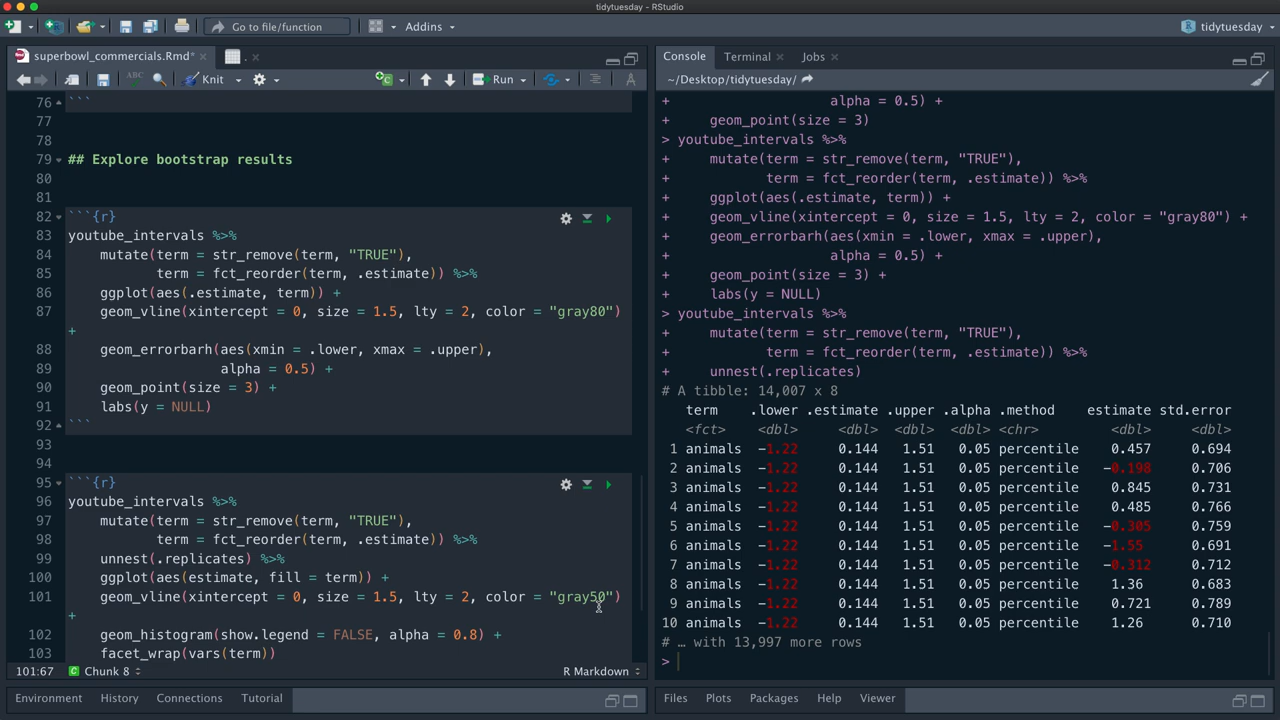 tidytuesday - RStudio
Go to file/function
Addins
tidytuesday
superbowl_commercials.Rmd*
.
Knit
Run
76 ```
77
78
79 ## Explore bootstrap results
80
81
82 ```{r}
83 youtube_intervals %>%
84 mutate(term = str_remove(term, "TRUE"),
85 term = fct_reorder(term, .estimate)) %>%
86 ggplot(aes(.estimate, term)) +
87 geom_vline(xintercept = 0, size = 1.5, lty = 2, color = "gray80")
+
88 geom_errorbarh(aes(xmin = .lower, xmax = .upper),
89 alpha = 0.5) +
90 geom_point(size = 3) +
91 labs(y = NULL)
92 ```
93
94
95 ```{r}
96 youtube_intervals %>%
97 mutate(term = str_remove(term, "TRUE"),
98 term = fct_reorder(term, .estimate)) %>%
99 unnest(.replicates) %>%
100 ggplot(aes(estimate, fill = term)) +
101 geom_vline(xintercept = 0, size = 1.5, lty = 2, color = "gray50")
+
102 geom_histogram(show.legend = FALSE, alpha = 0.8) +
103 facet_wrap(vars(term))
101:67 Chunk 8 R Markdown
Environment History Connections Tutorial
Console Terminal Jobs
~/Desktop/tidytuesday/
+ alpha = 0.5) +
+ geom_point(size = 3)
> youtube_intervals %>%
+ mutate(term = str_remove(term, "TRUE"),
+ term = fct_reorder(term, .estimate)) %>%
+ ggplot(aes(.estimate, term)) +
+ geom_vline(xintercept = 0, size = 1.5, lty = 2, color = "gray80") +
+ geom_errorbarh(aes(xmin = .lower, xmax = .upper),
+ alpha = 0.5) +
+ geom_point(size = 3) +
+ labs(y = NULL)
> youtube_intervals %>%
+ mutate(term = str_remove(term, "TRUE"),
+ term = fct_reorder(term, .estimate)) %>%
+ unnest(.replicates)
# A tibble: 14,007 x 8
term .lower .estimate .upper .alpha .method estimate std.error
<fct> <dbl> <dbl> <dbl> <dbl> <chr> <dbl> <dbl>
1 animals -1.22 0.144 1.51 0.05 percentile 0.457 0.694
2 animals -1.22 0.144 1.51 0.05 percentile -0.198 0.706
3 animals -1.22 0.144 1.51 0.05 percentile 0.845 0.731
4 animals -1.22 0.144 1.51 0.05 percentile 0.485 0.766
5 animals -1.22 0.144 1.51 0.05 percentile -0.305 0.759
6 animals -1.22 0.144 1.51 0.05 percentile -1.55 0.691
7 animals -1.22 0.144 1.51 0.05 percentile -0.312 0.712
8 animals -1.22 0.144 1.51 0.05 percentile 1.36 0.683
9 animals -1.22 0.144 1.51 0.05 percentile 0.721 0.789
10 animals -1.22 0.144 1.51 0.05 percentile 1.26 0.710
# … with 13,997 more rows
>
Files Plots Packages Help Viewer